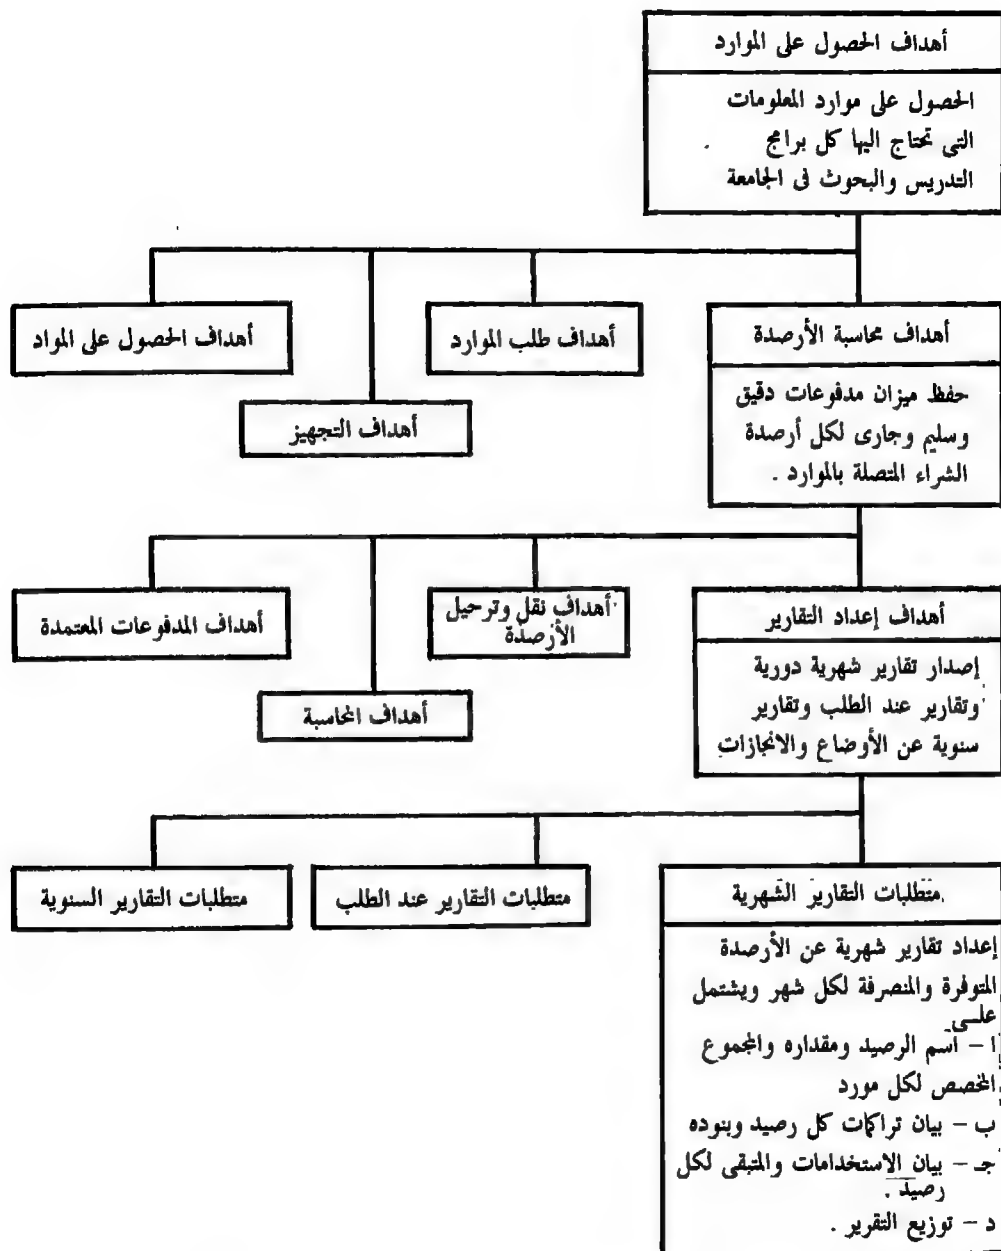 أهداف الحصول على الموارد
الحصول على موارد المعلومات
التى تحتاج اليها كل برامج
التدريس والبحوث فى الجامعة
أهداف محاسبة الأرصدة
حفظ ميزان مدفوعات دقيق
وسليم وجارى لكل أرصدة
الشراء المتصلة بالموارد .
أهداف طلب الموارد
أهداف التجهيز
أهداف الحصول على المواد
أهداف إعداد التقارير
إصدار تقارير شهرية دورية
وتقارير عند الطلب وتقارير
سنوية عن الأوضاع والانجازات
أهداف نقل وترحيل
الأرصدة
أهداف المحاسبة
أهداف المدفوعات المعتمدة
متطلبات التقارير الشهرية
إعداد تقارير شهرية عن الأرصدة
المتوفرة والمنصرفة لكل شهر ويشتمل
علـــى
ا – اسم الرصيد ومقداره والمجموع
المخصص لكل مورد
ب – بيان تراكمات كل رصيد وبنوده
جـ – بيان الاستخدامات والمتبقى لكل
رصيد .
د – توزيع التقرير .
متطلبات التقارير عند الطلب
متطلبات التقارير السنوية